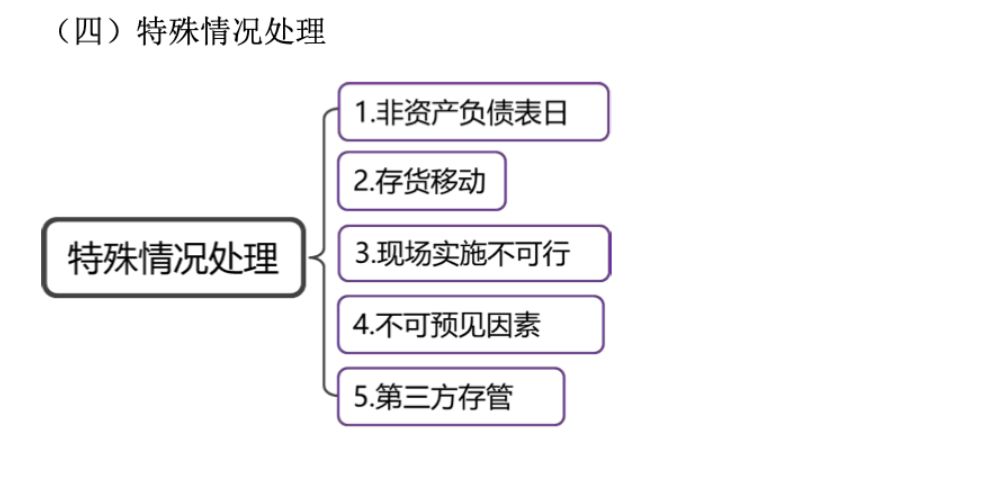 （四）特殊情况处理
特殊情况处理
1.非资产负债表日
2.存货移动
3.现场实施不可行
4.不可预见因素
5.第三方存管